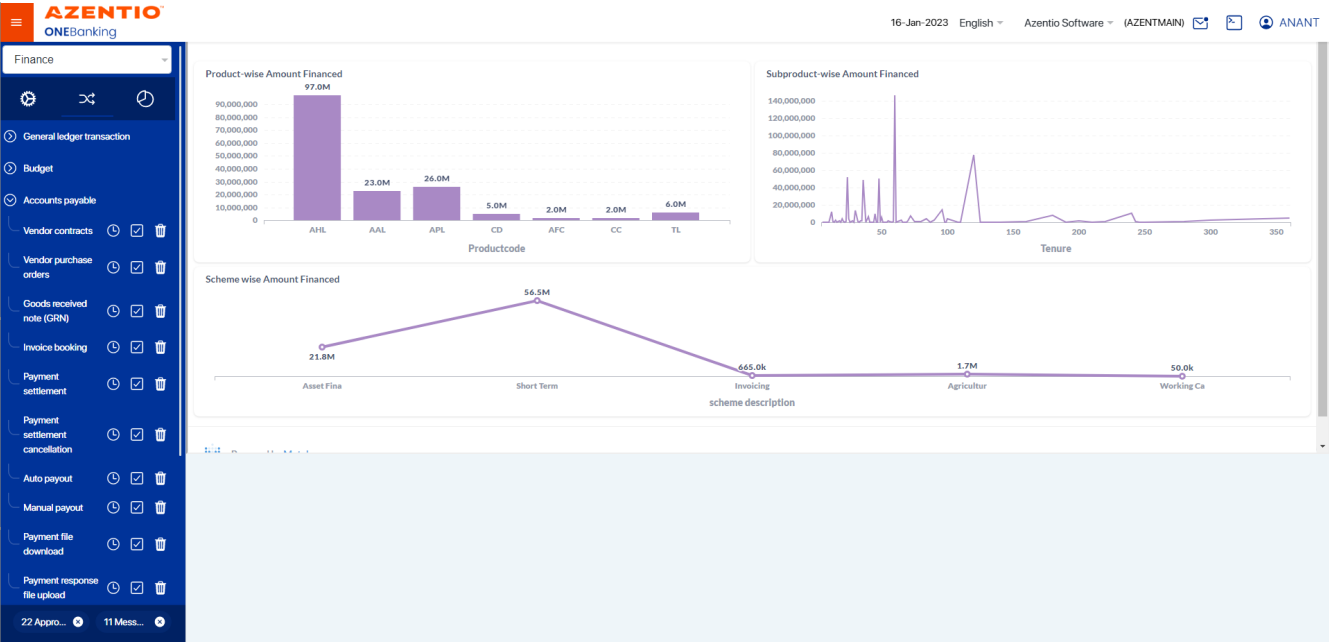 AZENTIO
ONEBanking
16-Jan-2023 English Azentio Software (AZENTMAIN) ANANT
Finance
General ledger transaction
Budget
Accounts payable
Vendor contracts
Vendor purchase
orders
Goods received
note (GRN)
Invoice booking
Payment
settlement
Payment
settlement
cancellation
Auto payout
Manual payout
Payment file
download
Payment response
file upload
22 Appro... 11 Mess...
Product-wise Amount Financed
97.0M
90,000,000
80,000,000
70,000,000
60,000,000
50,000,000
40,000,000
30,000,000
20,000,000
10,000,000
0
23.0M
26.0M
5.0M
2.0M
2.0M
6.0M
AHL AAL APL CD AFC CC TL
Productcode
Subproduct-wise Amount Financed
140,000,000
120,000,000
100,000,000
80,000,000
60,000,000
40,000,000
20,000,000
0
50 100 150 200 250 300 350
Tenure
Scheme wise Amount Financed
56.5M
21.8M
665.0k
1.7M
50.0k
Asset Fina Short Term Invoicing Agricultur Working Ca
scheme description